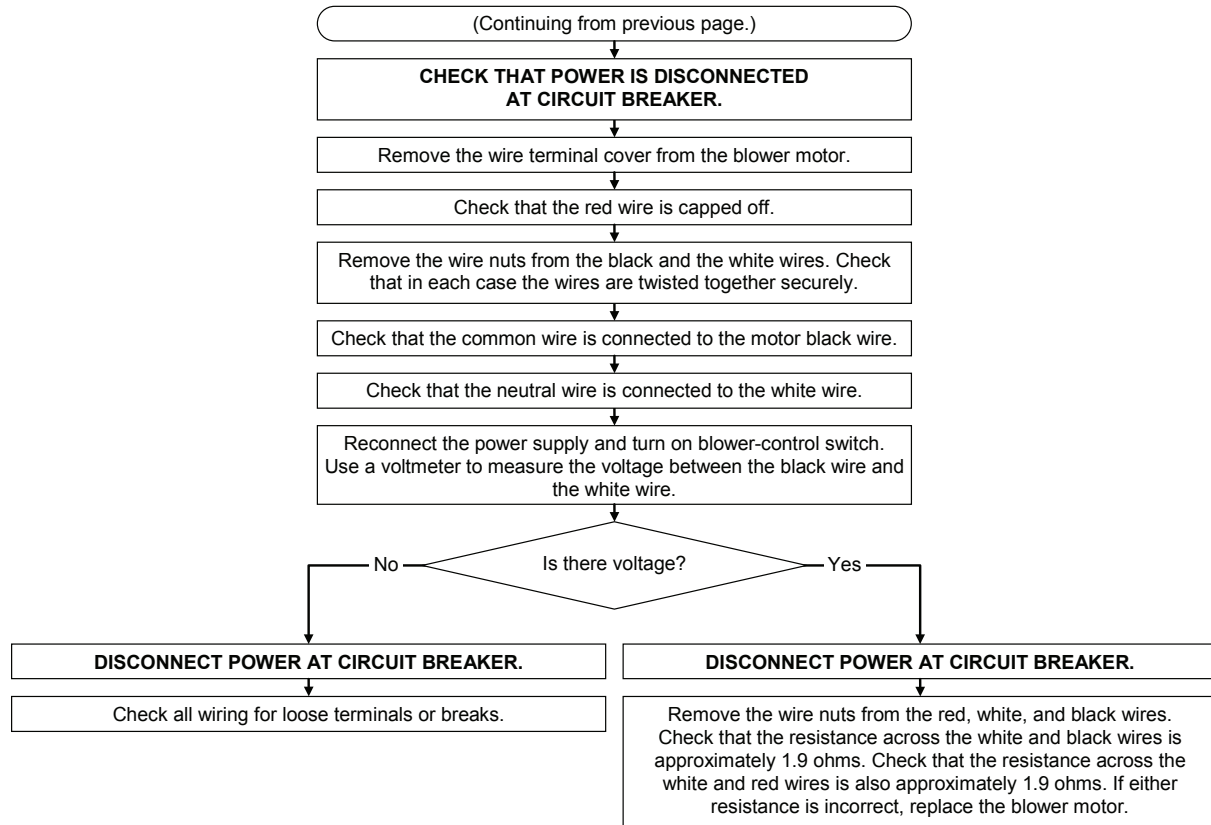 (Continuing from previous page.)
CHECK THAT POWER IS DISCONNECTED
AT CIRCUIT BREAKER.
Remove the wire terminal cover from the blower motor.
Check that the red wire is capped off.
Remove the wire nuts from the black and the white wires. Check
that in each case the wires are twisted together securely.
Check that the common wire is connected to the motor black wire.
Check that the neutral wire is connected to the white wire.
Reconnect the power supply and turn on blower-control switch.
Use a voltmeter to measure the voltage between the black wire and
the white wire.
Is there voltage?
No
Yes
DISCONNECT POWER AT CIRCUIT BREAKER.
Check all wiring for loose terminals or breaks.
DISCONNECT POWER AT CIRCUIT BREAKER.
Remove the wire nuts from the red, white, and black wires.
Check that the resistance across the white and black wires is
approximately 1.9 ohms. Check that the resistance across the
white and red wires is also approximately 1.9 ohms. If either
resistance is incorrect, replace the blower motor.